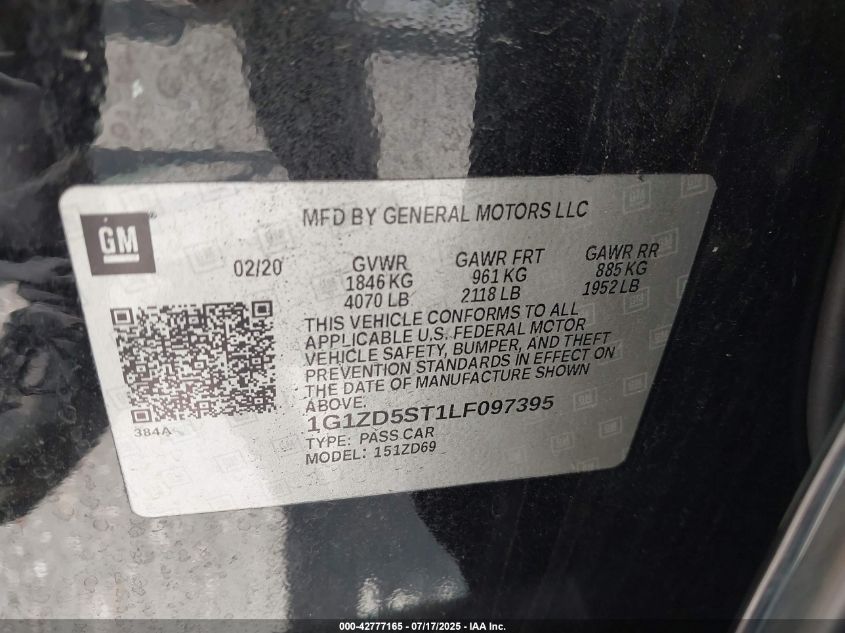 GM
MFD BY GENERAL MOTORS LLC
02/20
GVWR
1846 KG
4070 LB
GAWR FRT
961 KG
2118 LB
GAWR RR
885 KG
1952 LB
THIS VEHICLE CONFORMS TO ALL
APPLICABLE U.S. FEDERAL MOTOR
VEHICLE SAFETY, BUMPER, AND THEFT
PREVENTION STANDARDS IN EFFECT ON
THE DATE OF MANUFACTURE SHOWN
ABOVE.
384A
1G1ZD5ST1LF097395
TYPE: PASS CAR
MODEL: 1S1ZD69
000-42777165 - 07/17/2025 - IAA Inc.